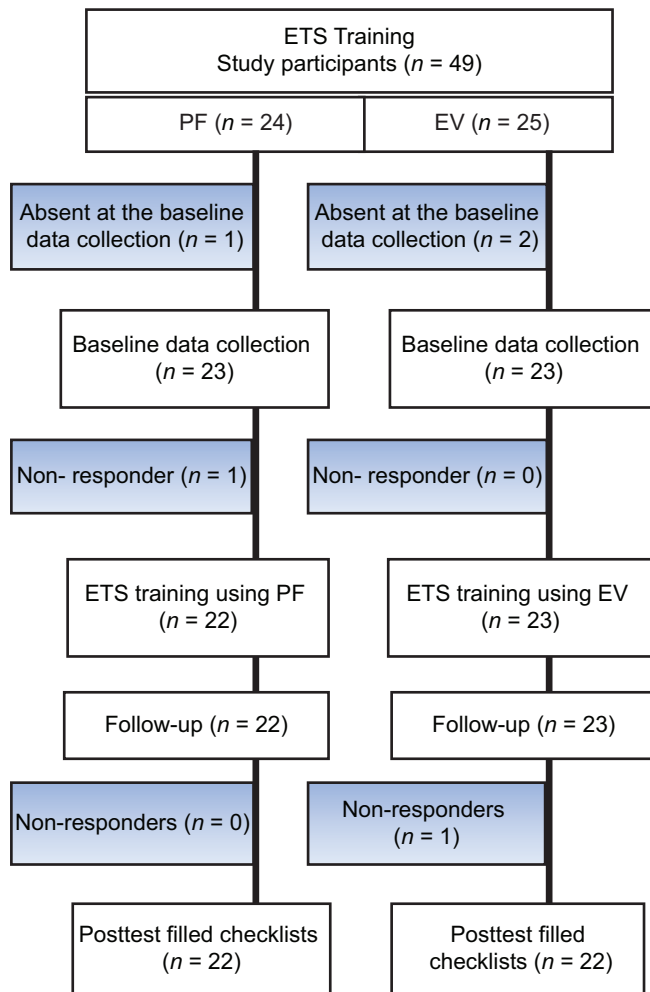 ETS Training
Study participants (n = 49)
PF (n = 24)
EV (n = 25)
Absent at the baseline
data collection (n = 1)
Absent at the baseline
data collection (n = 2)
Baseline data collection
(n = 23)
Baseline data collection
(n = 23)
Non- responder (n = 1)
Non- responder (n = 0)
ETS training using PF
(n = 22)
ETS training using EV
(n = 23)
Follow-up (n = 22)
Follow-up (n = 23)
Non-responders (n = 0)
Non-responders
(n = 1)
Posttest filled checklists
(n = 22)
Posttest filled
checklists (n = 22)